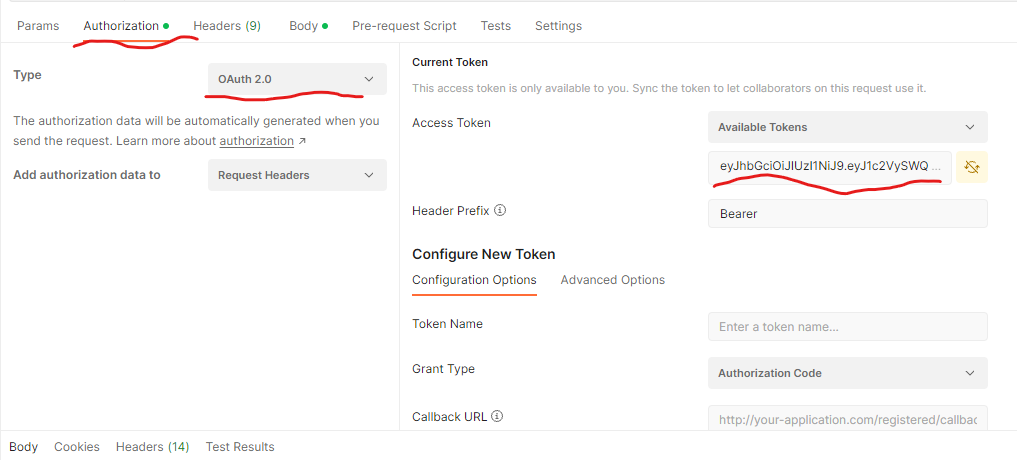 Params Authorization Headers (9) Body Pre-request Script Tests Settings
Type OAuth 2.0
The authorization data will be automatically generated when you
send the request. Learn more about authorization ↗
Add authorization data to Request Headers
Current Token
This access token is only available to you. Sync the token to let collaborators on this request use it.
Access Token Available Tokens
eyJhbGciOiJIUzI1NiJ9.eyJ1c2VySWQ ...
Header Prefix Bearer
Configure New Token
Configuration Options Advanced Options
Token Name Enter a token name...
Grant Type Authorization Code
Callback URL http://your-application.com/registered/callbac
Body Cookies Headers (14) Test Results